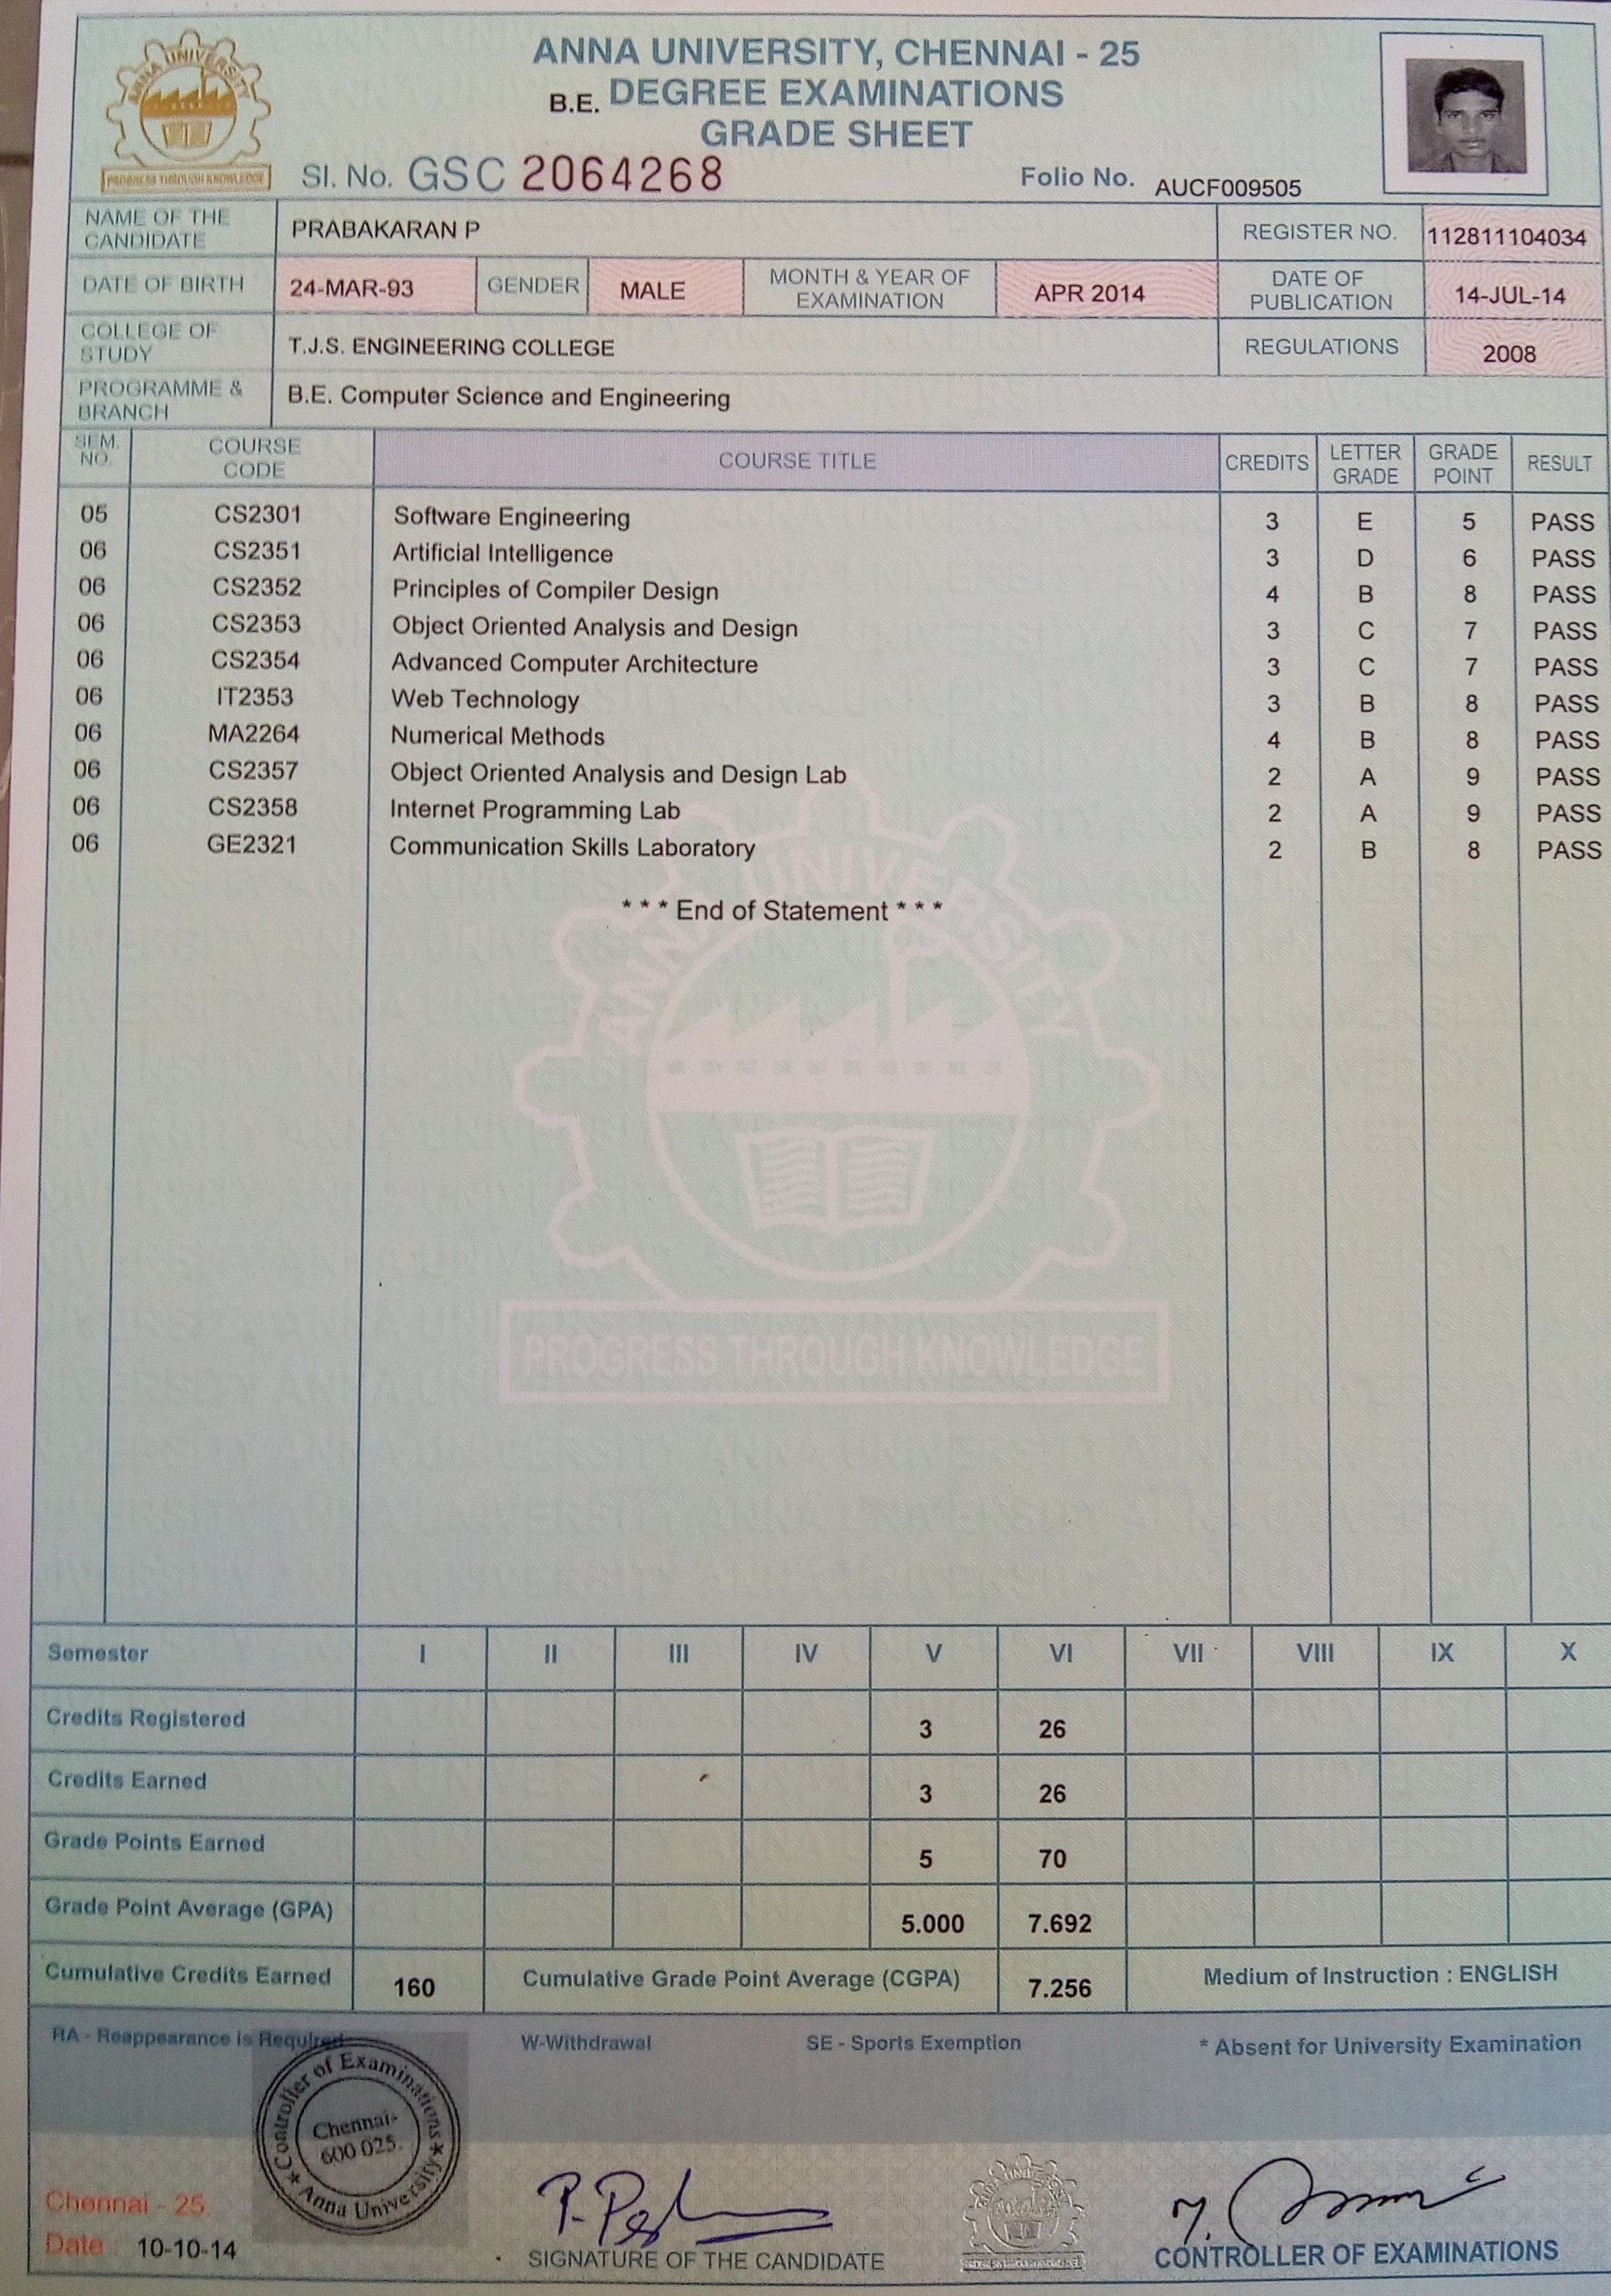 ANNA UNIVERSITY
PROGRESS THROUGH KNOWLEDGE
ANNA UNIVERSITY, CHENNAI - 25
B.E. DEGREE EXAMINATIONS
GRADE SHEET
Sl. No. GSC 2064268
Folio No. AUCF009505
NAME OF THE CANDIDATE PRABAKARAN P REGISTER NO. 112811104034
DATE OF BIRTH 24-MAR-93 GENDER MALE MONTH & YEAR OF EXAMINATION APR 2014 DATE OF PUBLICATION 14-JUL-14
COLLEGE OF STUDY T.J.S. ENGINEERING COLLEGE REGULATIONS 2008
PROGRAMME & BRANCH B.E. Computer Science and Engineering
SEM. NO. COURSE CODE COURSE TITLE CREDITS LETTER GRADE GRADE POINT RESULT
05 CS2301 Software Engineering 3 E 5 PASS
06 CS2351 Artificial Intelligence 3 D 6 PASS
06 CS2352 Principles of Compiler Design 4 B 8 PASS
06 CS2353 Object Oriented Analysis and Design 3 C 7 PASS
06 CS2354 Advanced Computer Architecture 3 C 7 PASS
06 IT2353 Web Technology 3 B 8 PASS
06 MA2264 Numerical Methods 4 B 8 PASS
06 CS2357 Object Oriented Analysis and Design Lab 2 A 9 PASS
06 CS2358 Internet Programming Lab 2 A 9 PASS
06 GE2321 Communication Skills Laboratory 2 B 8 PASS
* * * End of Statement * * *
ANNA UNIVERSITY
PROGRESS THROUGH KNOWLEDGE
Semester I II III IV V VI VII VIII IX X
Credits Registered 3 26
Credits Earned 3 26
Grade Points Earned 5 70
Grade Point Average (GPA) 5.000 7.692
Cumulative Credits Earned 160 Cumulative Grade Point Average (CGPA) 7.256 Medium of Instruction : ENGLISH
RA - Reappearance is Required W-Withdrawal SE - Sports Exemption * Absent for University Examination
Controller of Examinations
Chennai-
600 025.
Anna University
Chennai - 25.
Date : 10-10-14
SIGNATURE OF THE CANDIDATE
CONTROLLER OF EXAMINATIONS